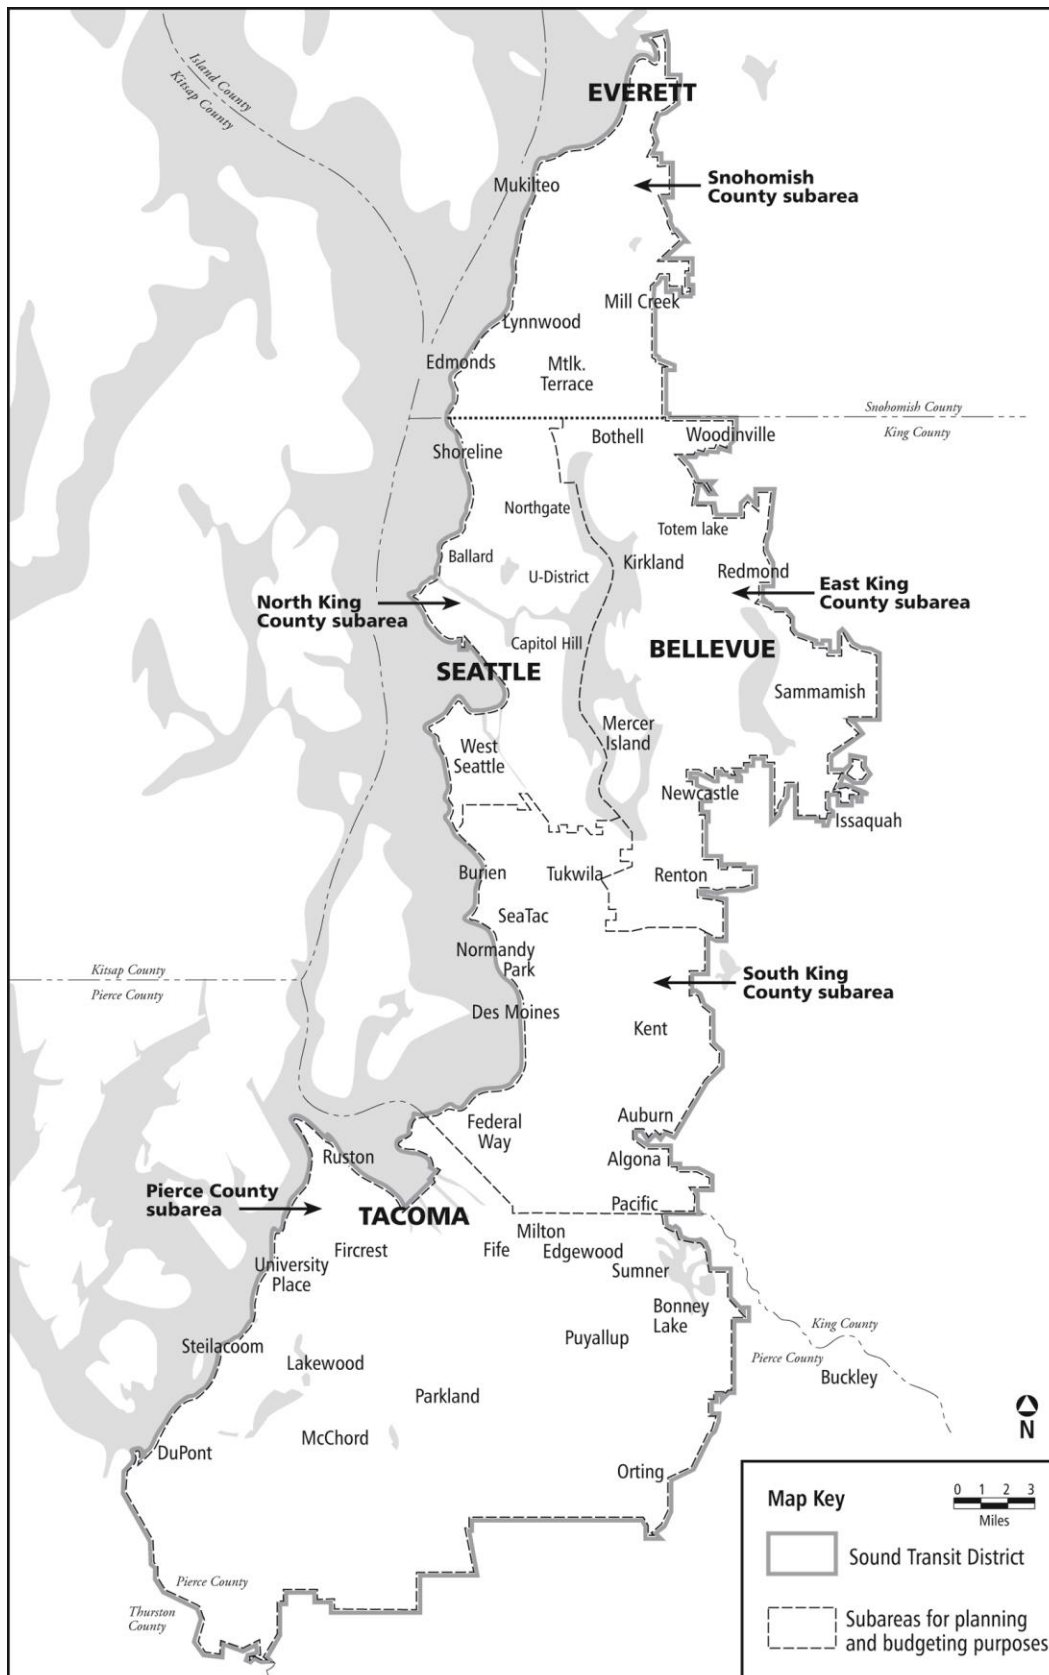 Island County
Kitsap County
EVERETT
Mukilteo
Snohomish
County subarea
Mill Creek
Lynnwood
Edmonds
Mtlk.
Terrace
Snohomish County
King County
Shoreline
Bothell
Woodinville
Northgate
Totem lake
Ballard
U-District
Kirkland
Redmond
North King
County subarea
East King
County subarea
Capitol Hill
SEATTLE
BELLEVUE
Sammamish
Mercer
Island
West
Seattle
Newcastle
Issaquah
Burien
Tukwila
Renton
SeaTac
Normandy
Park
Kitsap County
Pierce County
South King
County subarea
Des Moines
Kent
Auburn
Federal
Way
Algona
Ruston
Pierce County
subarea
Pacific
TACOMA
Milton
Fircrest
Fife
Edgewood
University
Place
Sumner
Bonney
Lake
King County
Pierce County
Puyallup
Steilacoom
Lakewood
Buckley
Parkland
McChord
DuPont
Orting
N
Map Key
0 1 2 3
Miles
Sound Transit District
Subareas for planning
and budgeting purposes
Pierce County
Thurston
County